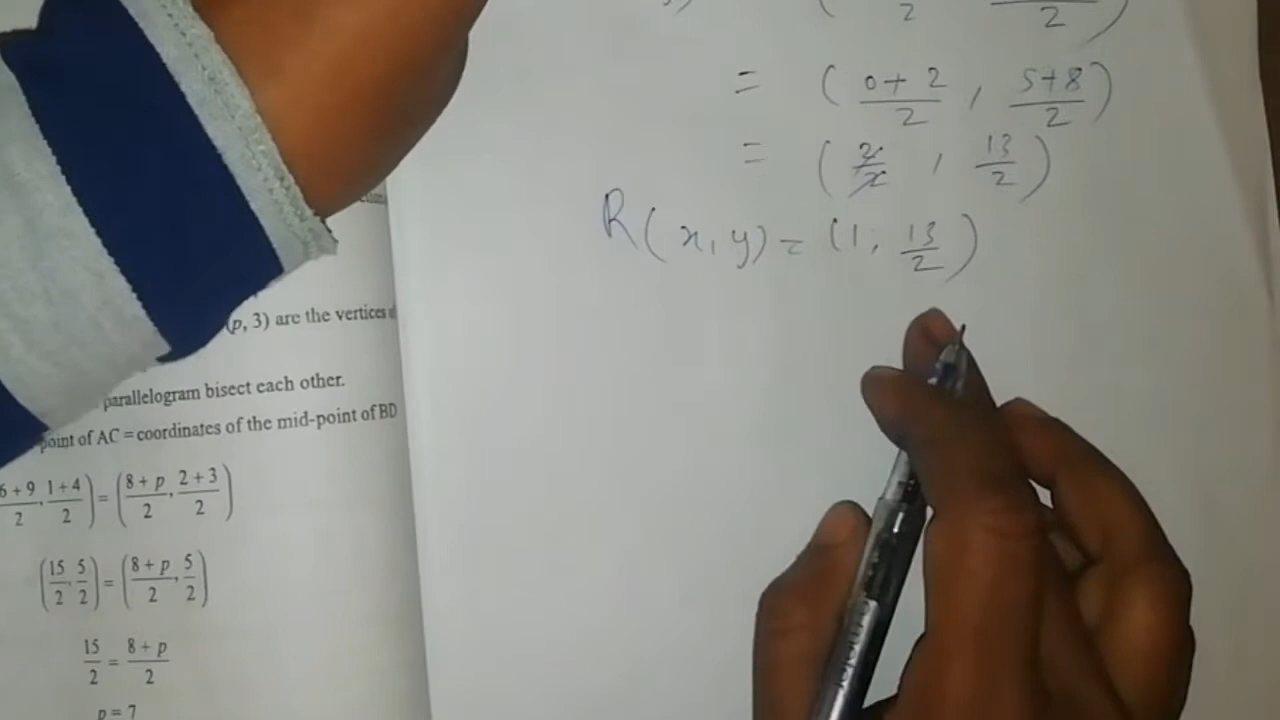 (p, 3) are the vertices
parallelogram bisect each other.
point of AC = coordinates of the mid-point of BD
(6 + 9/2, 1 + 4/2) = (8 + p/2, 2 + 3/2)
(15/2, 5/2) = (8 + p/2, 5/2)
15/2 = 8 + p/2
p = 7
2 2
= (0 + 2/2, 5+8/2)
= (2/2, 13/2)
R(x, y) = (1, 13/2)